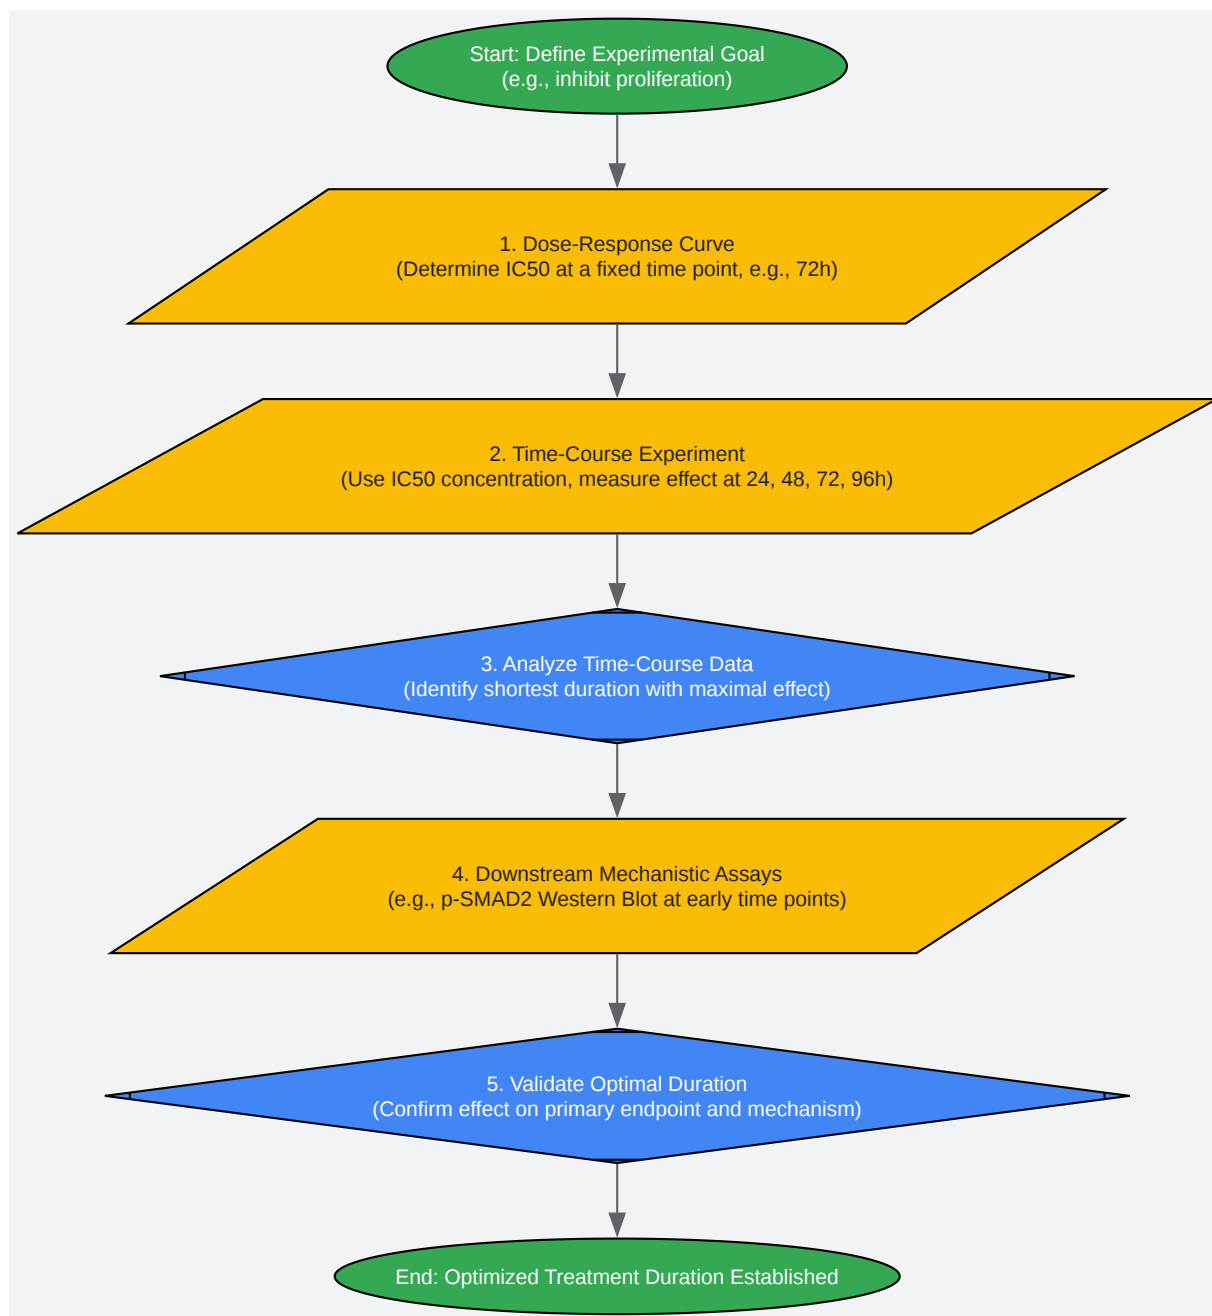 Start: Define Experimental Goal
(e.g., inhibit proliferation)
1. Dose-Response Curve
(Determine IC50 at a fixed time point, e.g., 72h)
2. Time-Course Experiment
(Use IC50 concentration, measure effect at 24, 48, 72, 96h)
3. Analyze Time-Course Data
(Identify shortest duration with maximal effect)
4. Downstream Mechanistic Assays
(e.g., p-SMAD2 Western Blot at early time points)
5. Validate Optimal Duration
(Confirm effect on primary endpoint and mechanism)
End: Optimized Treatment Duration Established